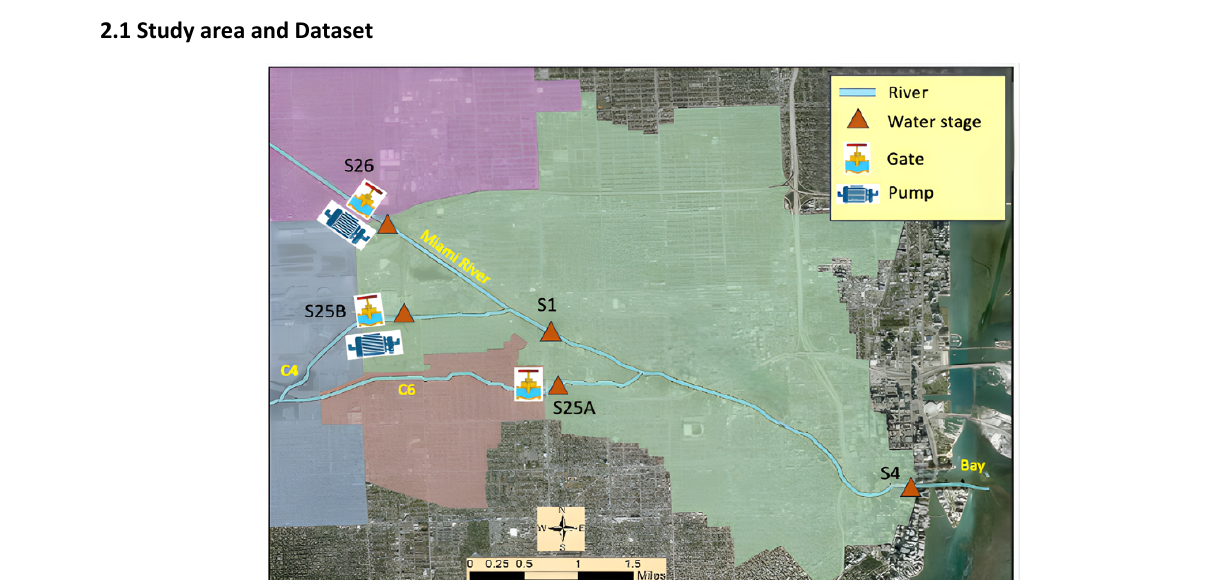 2.1 Study area and Dataset
River
Water stage
Gate
Pump
S26
Miami River
S25B
S1
C4
C6
S25A
S4
Bay
N
W E
S
0 0.25 0.5 1 1.5
Miles